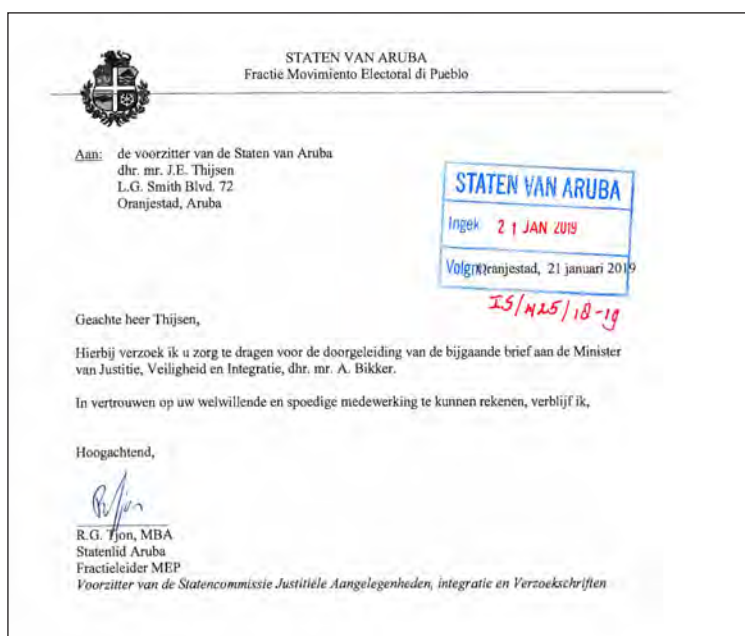 STATEN VAN ARUBA
Fractie Movimiento Electoral di Pueblo
Aan: de voorzitter van de Staten van Aruba
dhr. mr. J.E. Thijsen
L.G. Smith Blvd. 72
Oranjestad, Aruba
STATEN VAN ARUBA
Ingek 21 JAN 2019
Volgnr
Oranjestad, 21 januari 2019
IS/425/18-19
Geachte heer Thijsen,
Hierbij verzoek ik u zorg te dragen voor de doorgeleiding van de bijgaande brief aan de Minister
van Justitie, Veiligheid en Integratie, dhr. mr. A. Bikker.
In vertrouwen op uw welwillende en spoedige medewerking te kunnen rekenen, verblijf ik,
Hoogachtend,
R.G. Tjon, MBA
Statenlid Aruba
Fractieleider MEP
Voorzitter van de Statencommissie Justitiële Aangelegenheden, integratie en Verzoekschriften